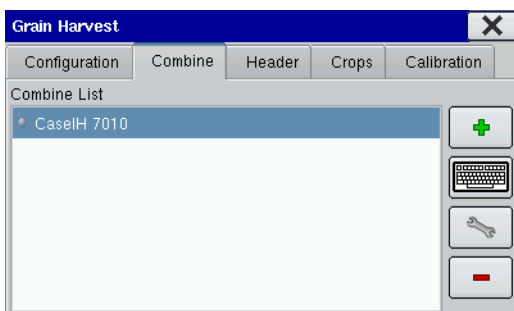 Grain Harvest
Configuration Combine Header Crops Calibration
Combine List
CaseIH 7010